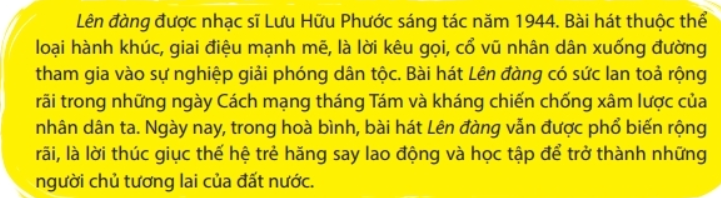 Lên đàng được nhạc sĩ Lưu Hữu Phước sáng tác năm 1944. Bài hát thuộc thể
loại hành khúc, giai điệu mạnh mẽ, là lời kêu gọi, cổ vũ nhân dân xuống đường
tham gia vào sự nghiệp giải phóng dân tộc. Bài hát Lên đàng có sức lan toả rộng
rãi trong những ngày Cách mạng tháng Tám và kháng chiến chống xâm lược của
nhân dân ta. Ngày nay, trong hoà bình, bài hát Lên đàng vẫn được phổ biến rộng
rãi, là lời thúc giục thế hệ trẻ hăng say lao động và học tập để trở thành những
người chủ tương lai của đất nước.